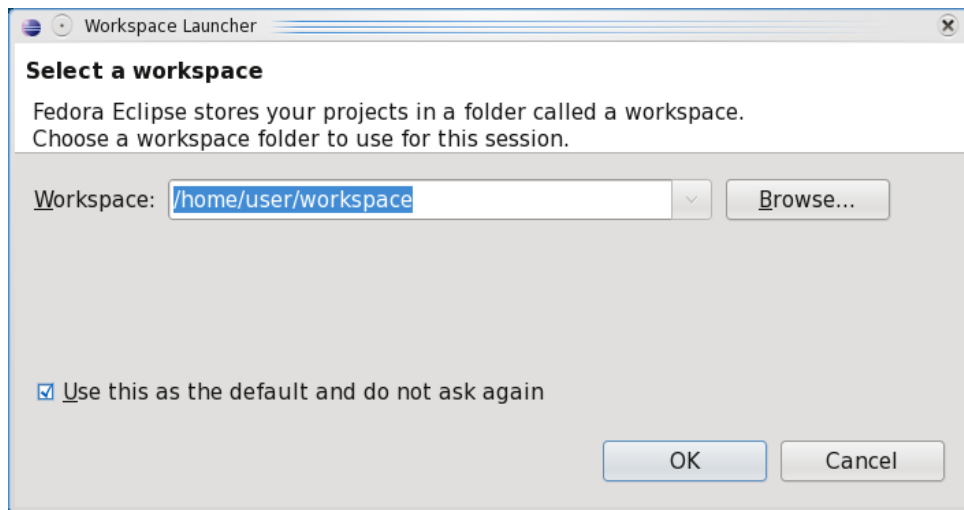 Workspace Launcher
Select a workspace
Fedora Eclipse stores your projects in a folder called a workspace.
Choose a workspace folder to use for this session.
Workspace: /home/user/workspace Browse...
Use this as the default and do not ask again
OK Cancel